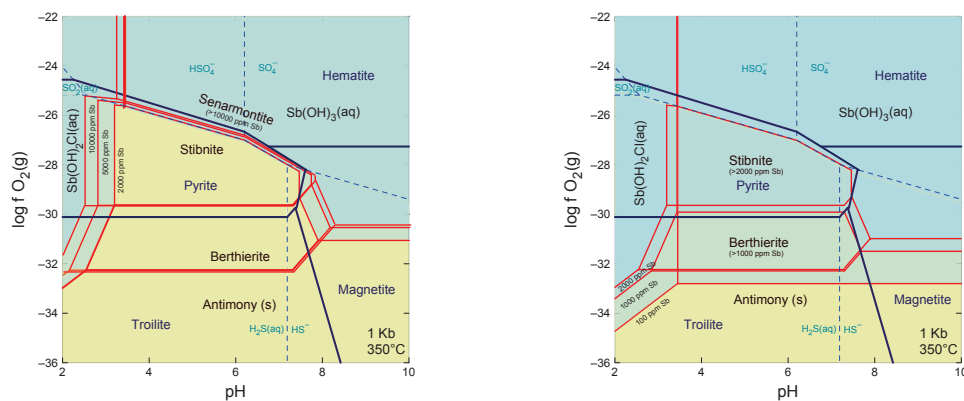 −22
−24
−26
−28
−30
−32
−34
−36
log f O₂(g)
2
4
6
8
10
pH
HSO₄⁻
SO₄⁻
Hematite
SO₂(aq)
Sb(OH)₃(aq)
Senarmontite
(>10000 ppm Sb)
Sb(OH)₂Cl(aq)
10000 ppm Sb
5000 ppm Sb
2000 ppm Sb
Stibnite
Pyrite
Berthierite
Antimony (s)
Magnetite
Troilite
H₂S(aq)
HS⁻
1 Kb
350°C
−22
−24
−26
−28
−30
−32
−34
−36
log f O₂(g)
2
4
6
8
10
pH
HSO₄⁻
SO₄⁻
Hematite
SO₂(aq)
Sb(OH)₃(aq)
Sb(OH)₂Cl(aq)
Stibnite
(>2000 ppm Sb)
Pyrite
Berthierite
(>1000 ppm Sb)
2000 ppm Sb
1000 ppm Sb
100 ppm Sb
Antimony (s)
Magnetite
Troilite
H₂S(aq)
HS⁻
1 Kb
350°C